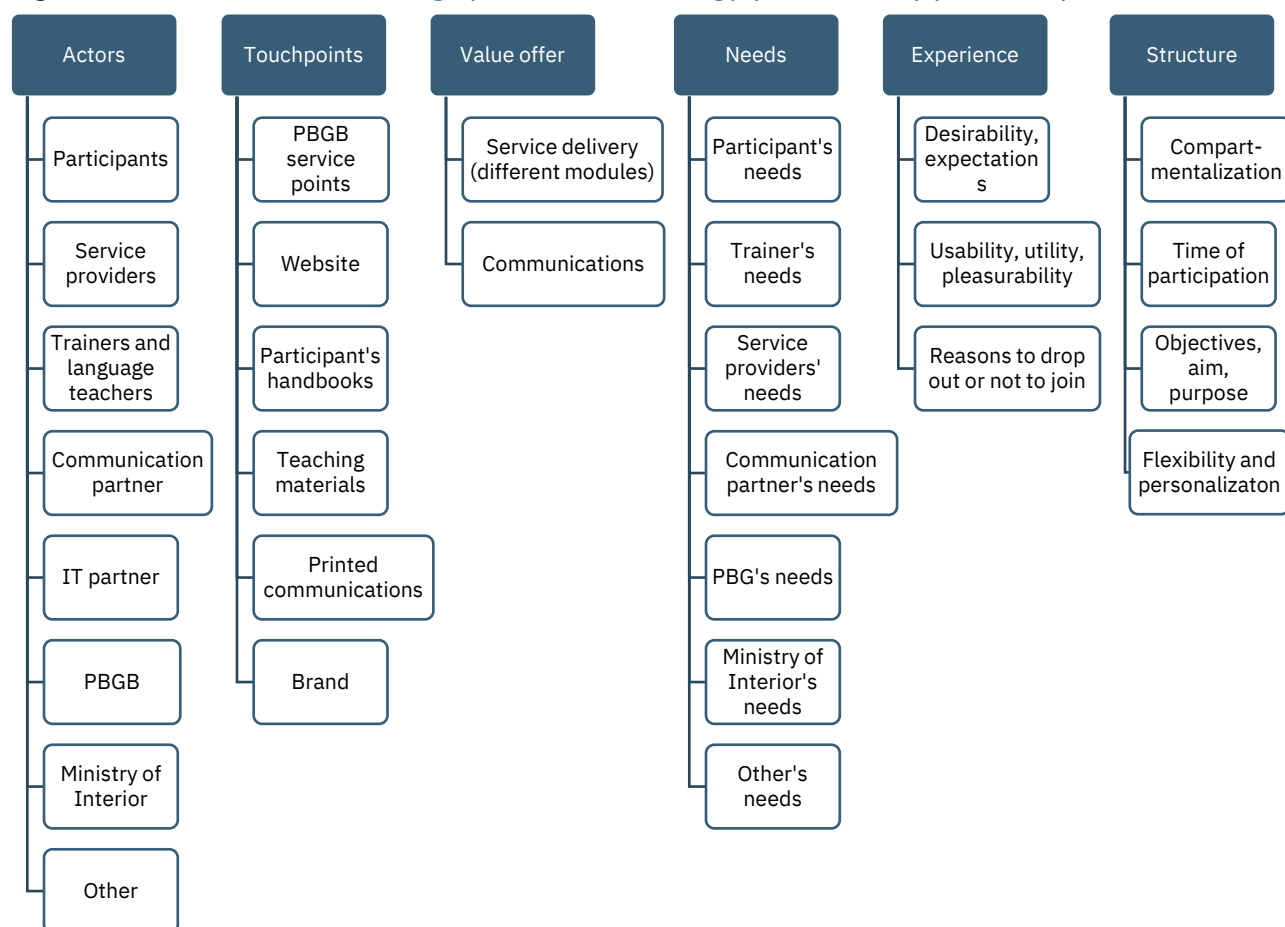 Actors
Participants
Service
providers
Trainers and
language
teachers
Communication
partner
IT partner
PBGB
Ministry of
Interior
Other
Touchpoints
PBGB
service
points
Website
Participant's
handbooks
Teaching
materials
Printed
communications
Brand
Value offer
Service delivery
(different modules)
Communications
Needs
Participant's
needs
Trainer's
needs
Service
providers'
needs
Communication
partner's needs
PBG's needs
Ministry of
Interior's
needs
Other's
needs
Experience
Desirability,
expectation
s
Usability, utility,
pleasurability
Reasons to drop
out or not to join
Structure
Compart-
mentalization
Time of
participation
Objectives,
aim,
purpose
Flexibility and
personalizaton